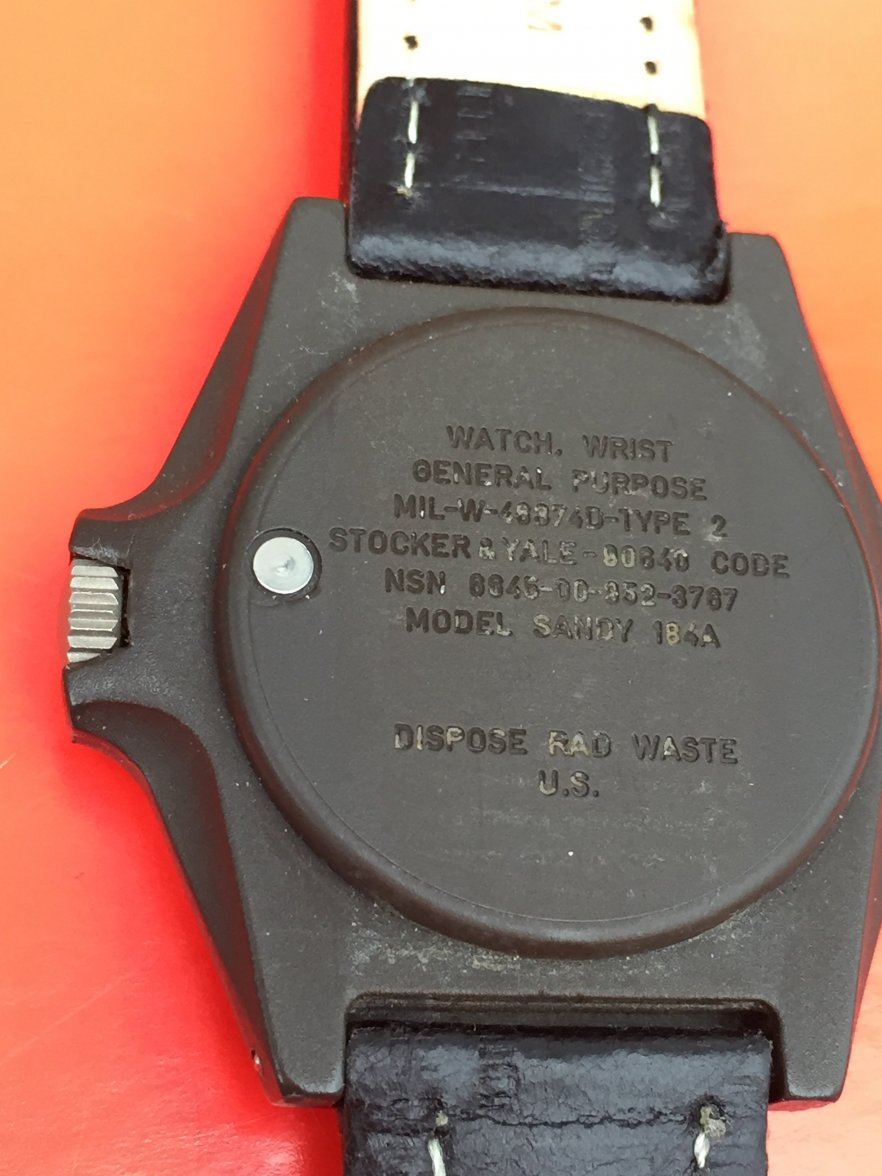 WATCH, WRIST
GENERAL PURPOSE
MIL-W-46374D-TYPE 2
STOCKER & YALE-90640 CODE
NSN 6645-00-952-3767
MODEL SANDY 184A
DISPOSE RAD WASTE
U.S.